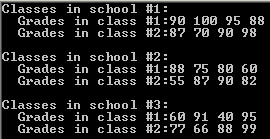 Classes in school #1:
Grades in class #1:90 100 95 88
Grades in class #2:87 70 90 98
Classes in school #2:
Grades in class #1:88 75 80 60
Grades in class #2:55 87 90 82
Classes in school #3:
Grades in class #1:60 91 40 95
Grades in class #2:77 66 88 99